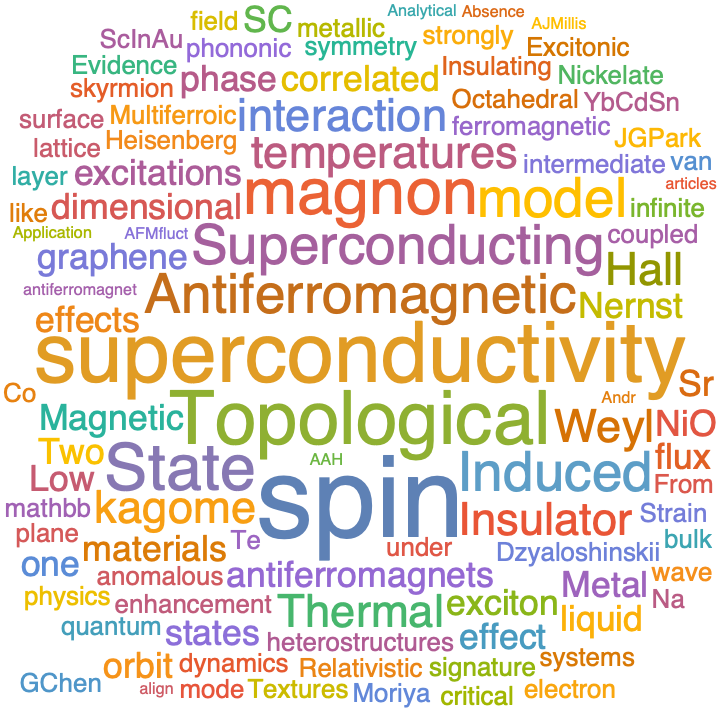 Analytical Absence
field SC metallic AJMillis
ScInAu phononic symmetry strongly Excitonic
Evidence phase correlated Insulating Nickelate
skyrmion Octahedral YbCdSn
surface Multiferroic interaction ferromagnetic JGPark
lattice Heisenberg temperatures intermediate van
layer excitations magnon model articles
like dimensional infinite
Application AFMfluct Superconducting coupled
graphene Hall
antiferromagnet Antiferromagnetic Nernst
effects
superconductivity
Co Andr Sr
Magnetic Topological Weyl NiO
Two State AAH Induced flux
Low spin From
mathbb kagome Insulator Strain
plane materials Te under Dzyaloshinskii bulk
one anomalous antiferromagnets Metal wave
physics enhancement Thermal exciton liquid Na
quantum states heterostructures effect
orbit dynamics Relativistic signature systems
GChen align mode Textures Moriya critical electron